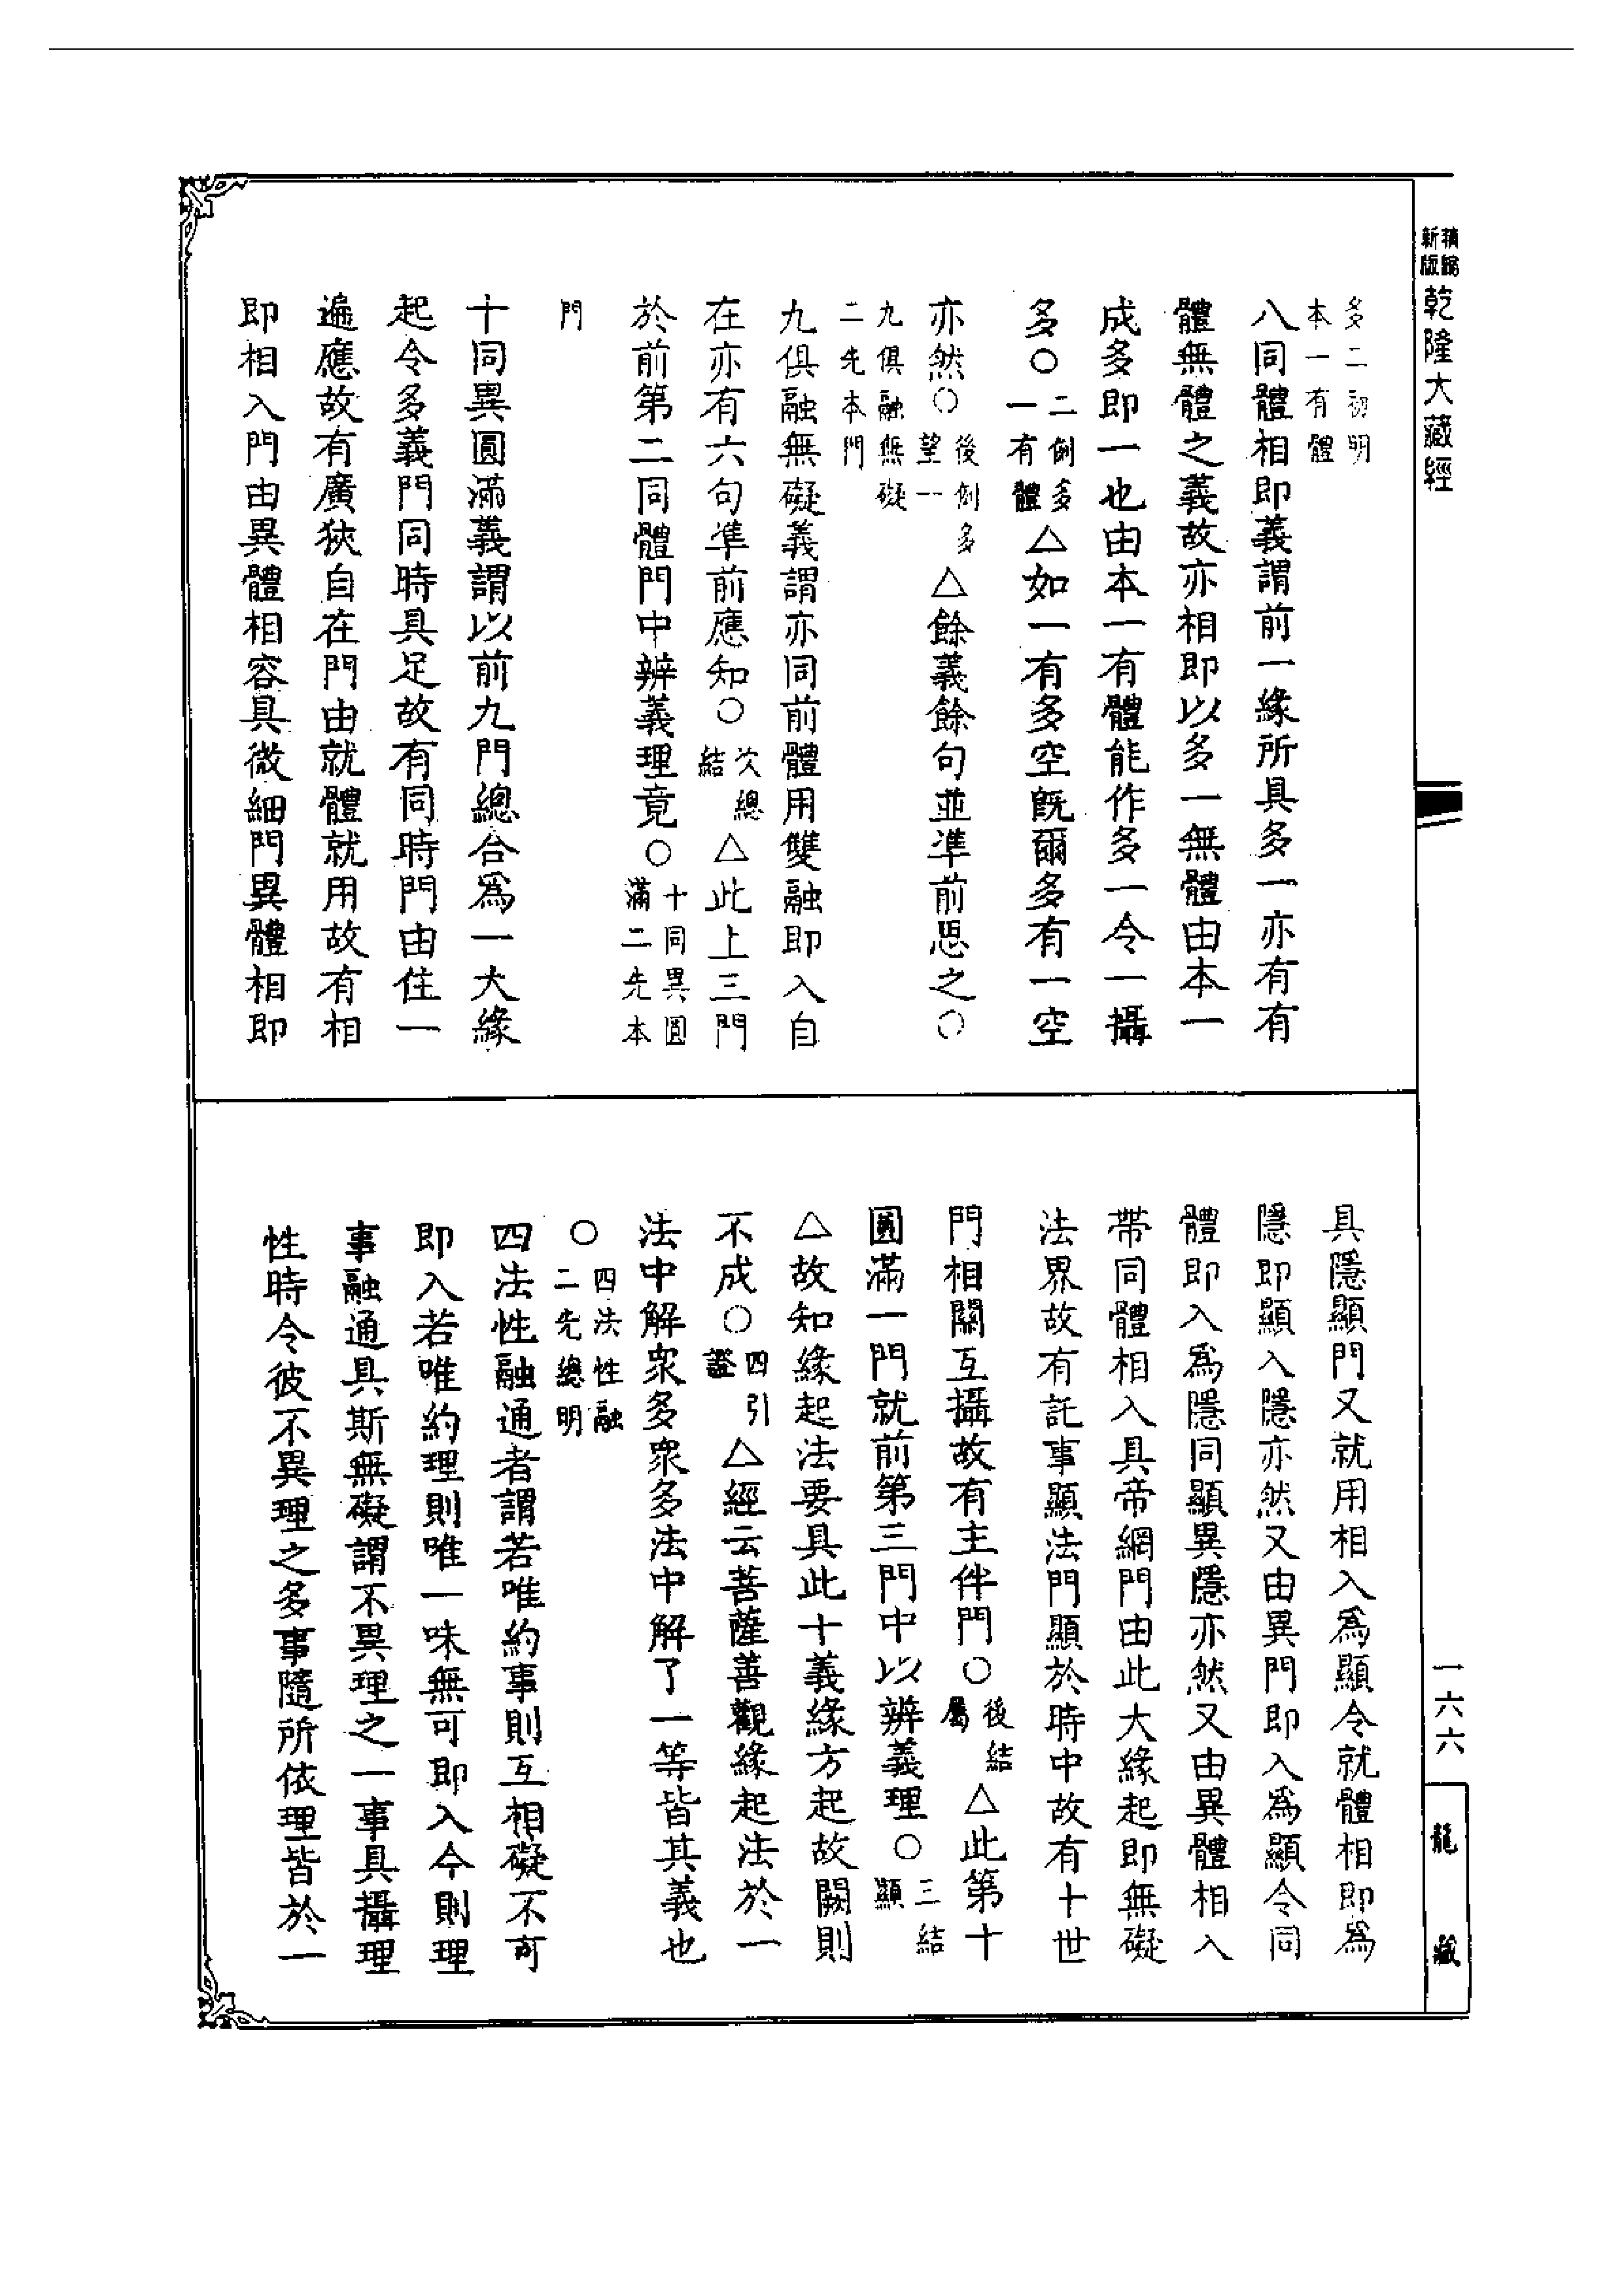 新版
精縮
乾隆大藏經
多二初明
本一有體
八同體相即義謂前一緣所具多一亦有有
體無體之義故亦相即以多一無體由本一
成多即一也由本一有體能作多一令一攝
多○二例多一有體△如一有多空既爾多有一空
亦然○後例多望一△餘義餘句並準前思之○
九俱融無礙
二先本門
九俱融無礙義謂亦同前體用雙融即入自
在亦有六句準前應知○次總結△此上三門
於前第二同體門中辨義理竟○十同異圓滿二先本
門
十同異圓滿義謂以前九門總合爲一大緣
起令多義門同時具足故有同時門由住一
遍應故有廣狹自在門由就體就用故有相
即相入門由異體相容具微細門異體相即
具隱顯門又就用相入爲顯令就體相即爲
隱即顯入隱亦然又由異門即入爲顯令同
體即入爲隱同顯異隱亦然又由異體相入
帶同體相入具帝網門由此大緣起即無礙
法界故有託事顯法門顯於時中故有十世
門相關互攝故有主伴門○後結屬△此第十
圓滿一門就前第三門中以辨義理○三結顯
△故知緣起法要具此十義緣方起故闕則
不成○四引證△經云菩薩善觀緣起法於一
法中解眾多眾多法中解了一等皆其義也
○四法性融二先總明
四法性融通者謂若唯約事則互相礙不可
即入若唯約理則唯一味無可即入今則理
事融通具斯無礙謂不異理之一事具攝理
性時令彼不異理之多事隨所依理皆於一
一六六
龍藏